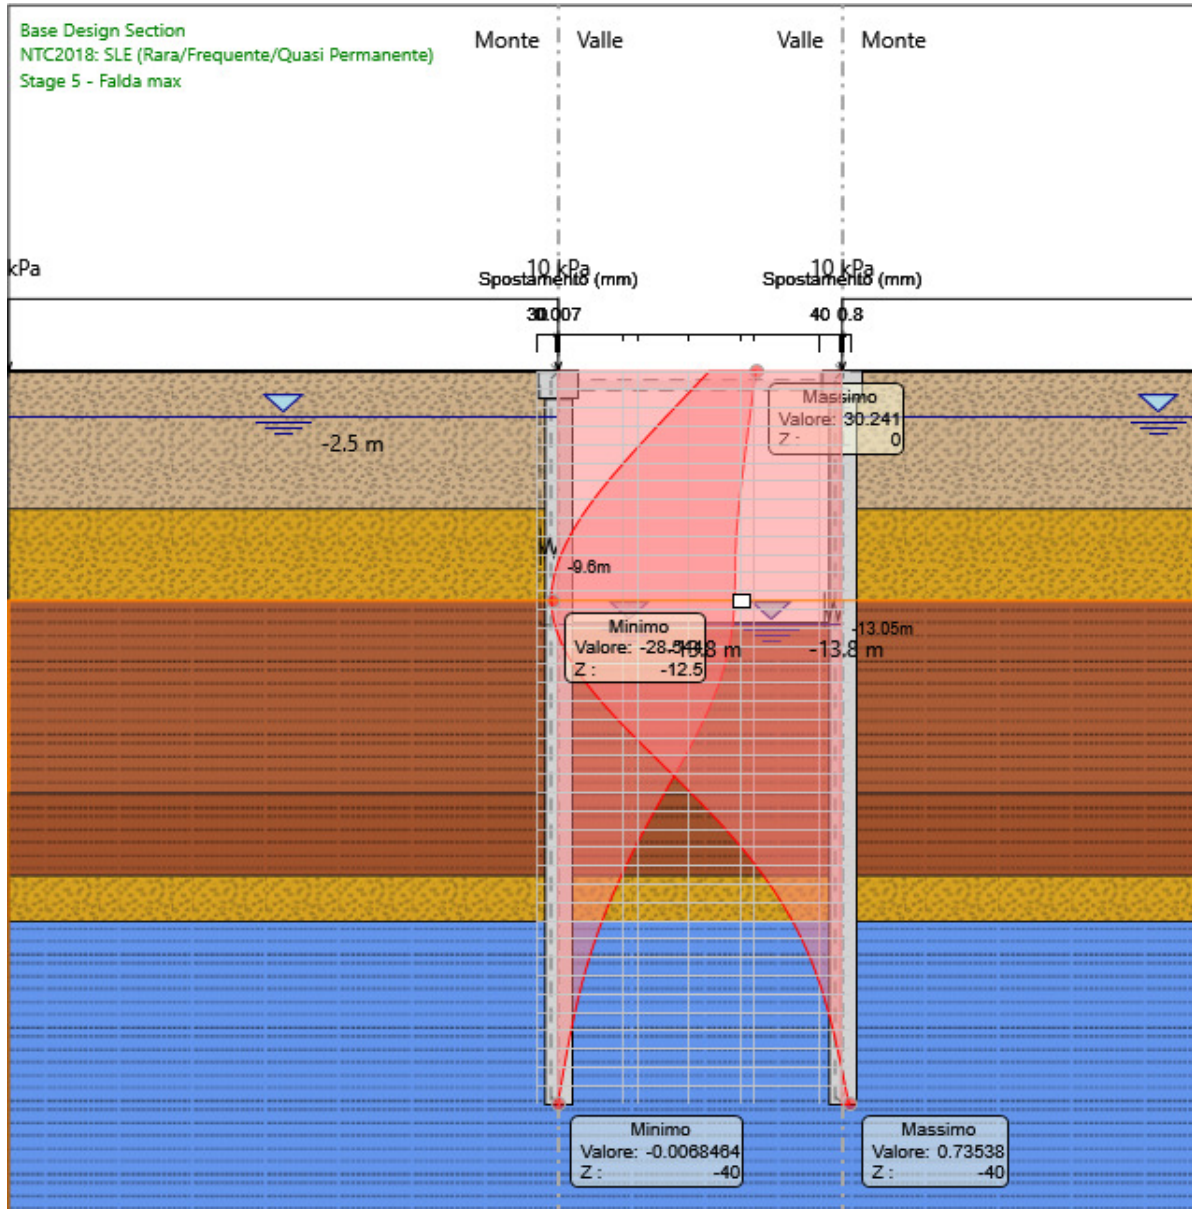 Base Design Section
NTC2018: SLE (Rara/Frequente/Quasi Permanente)
Stage 5 - Falda max
Monte
Valle
Valle
Monte
kPa
10 kPa
10 kPa
Spostamento (mm)
Spostamento (mm)
0.007
40
0.8
Massimo
Valore: 30.241
Z : 0
-2.5 m
-9.6m
Minimo
Z : -12.5
-13.05m
-13.8 m
Minimo
Valore: -0.0068464
Z : -40
Massimo
Valore: 0.73538
Z : -40